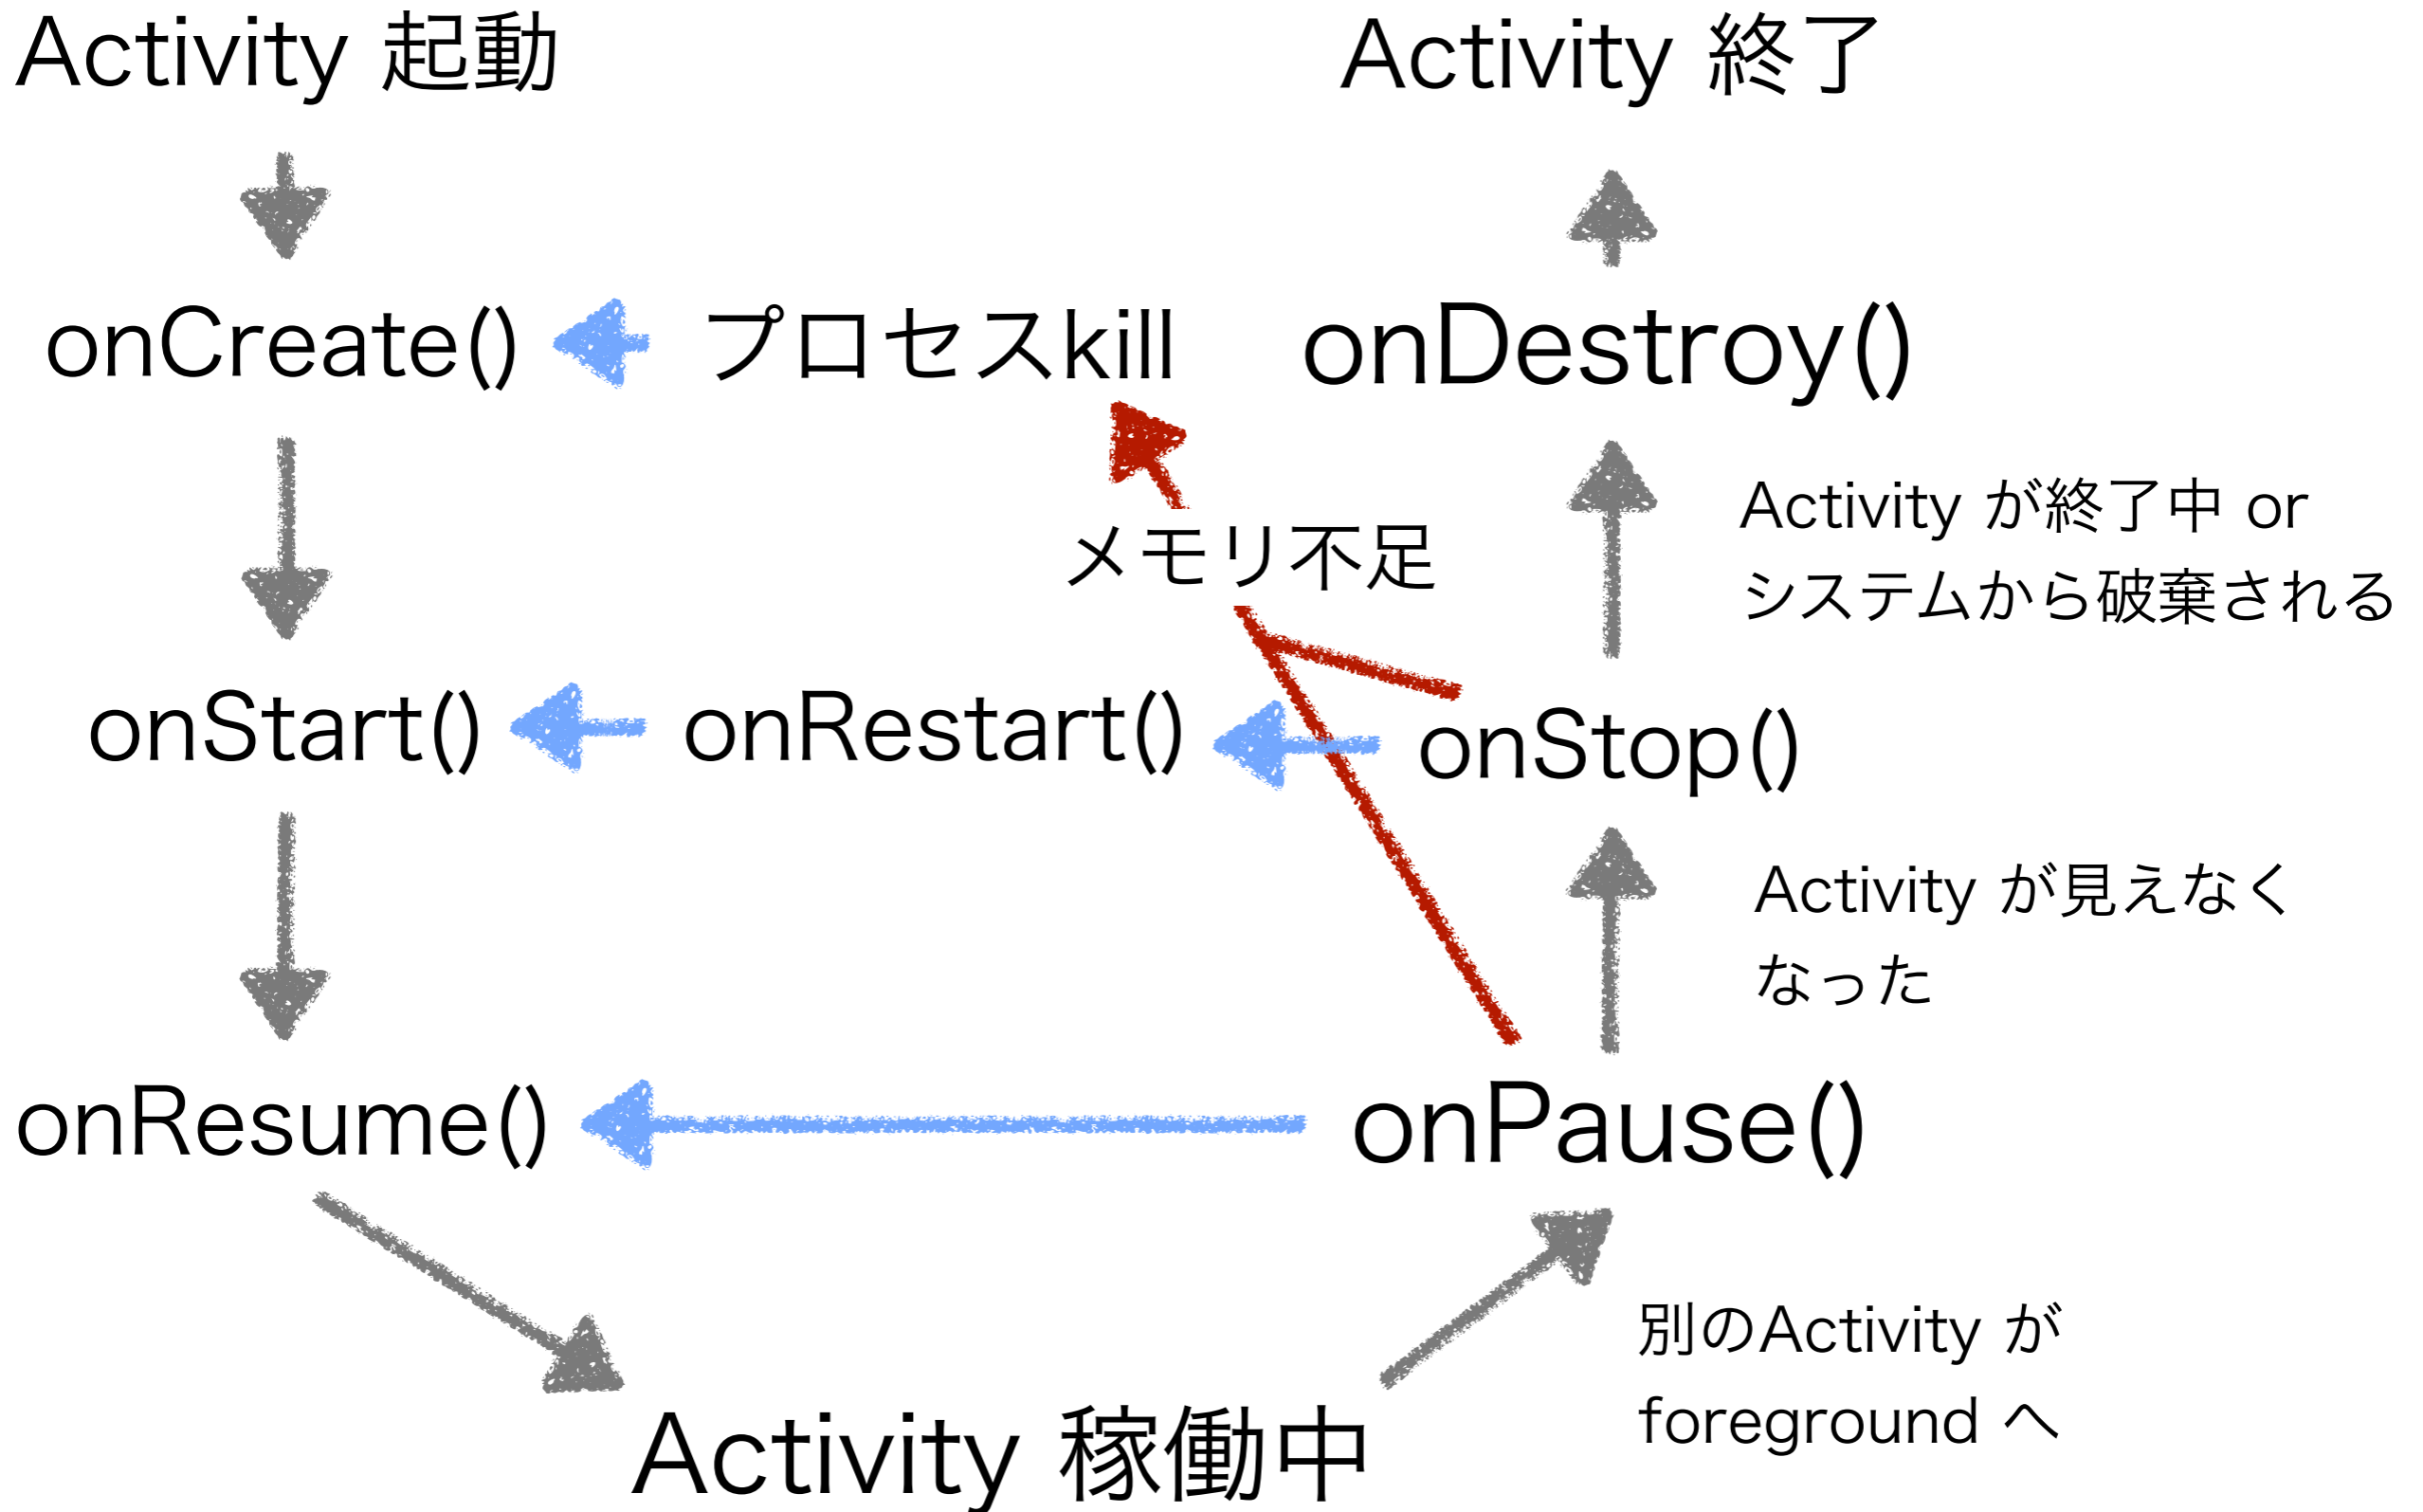 Activity 起動
Activity 終了
onCreate()
プロセスkill
onDestroy()
Activity が終了中 or
システムから破棄される
メモリ不足
onStart()
onRestart()
onStop()
Activity が見えなく
なった
onResume()
onPause()
別のActivity が
foreground へ
Activity 稼働中